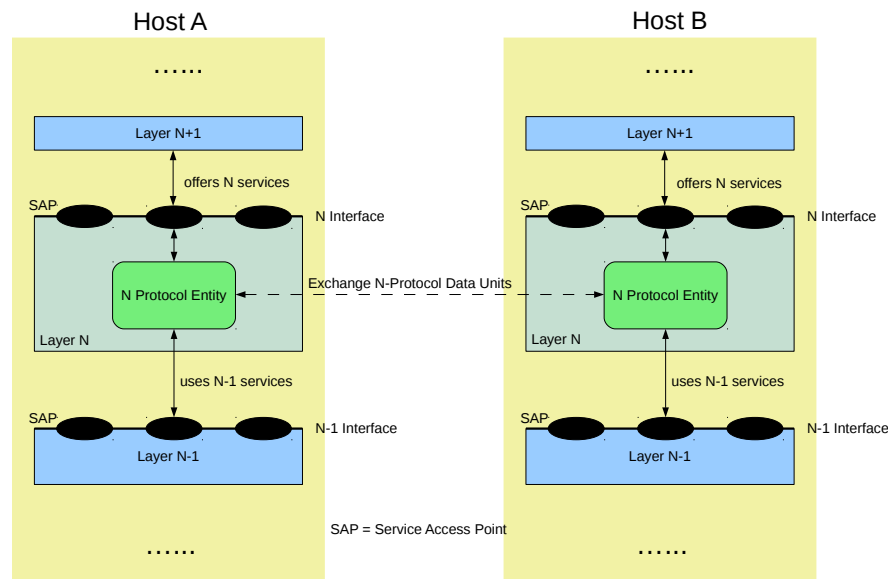 Host A
Host B
......
......
Layer N+1
Layer N+1
offers N services
offers N services
SAP
N Interface
SAP
N Interface
N Protocol Entity
Exchange N-Protocol Data Units
N Protocol Entity
Layer N
Layer N
uses N-1 services
uses N-1 services
SAP
N-1 Interface
SAP
N-1 Interface
Layer N-1
Layer N-1
SAP = Service Access Point
......
......